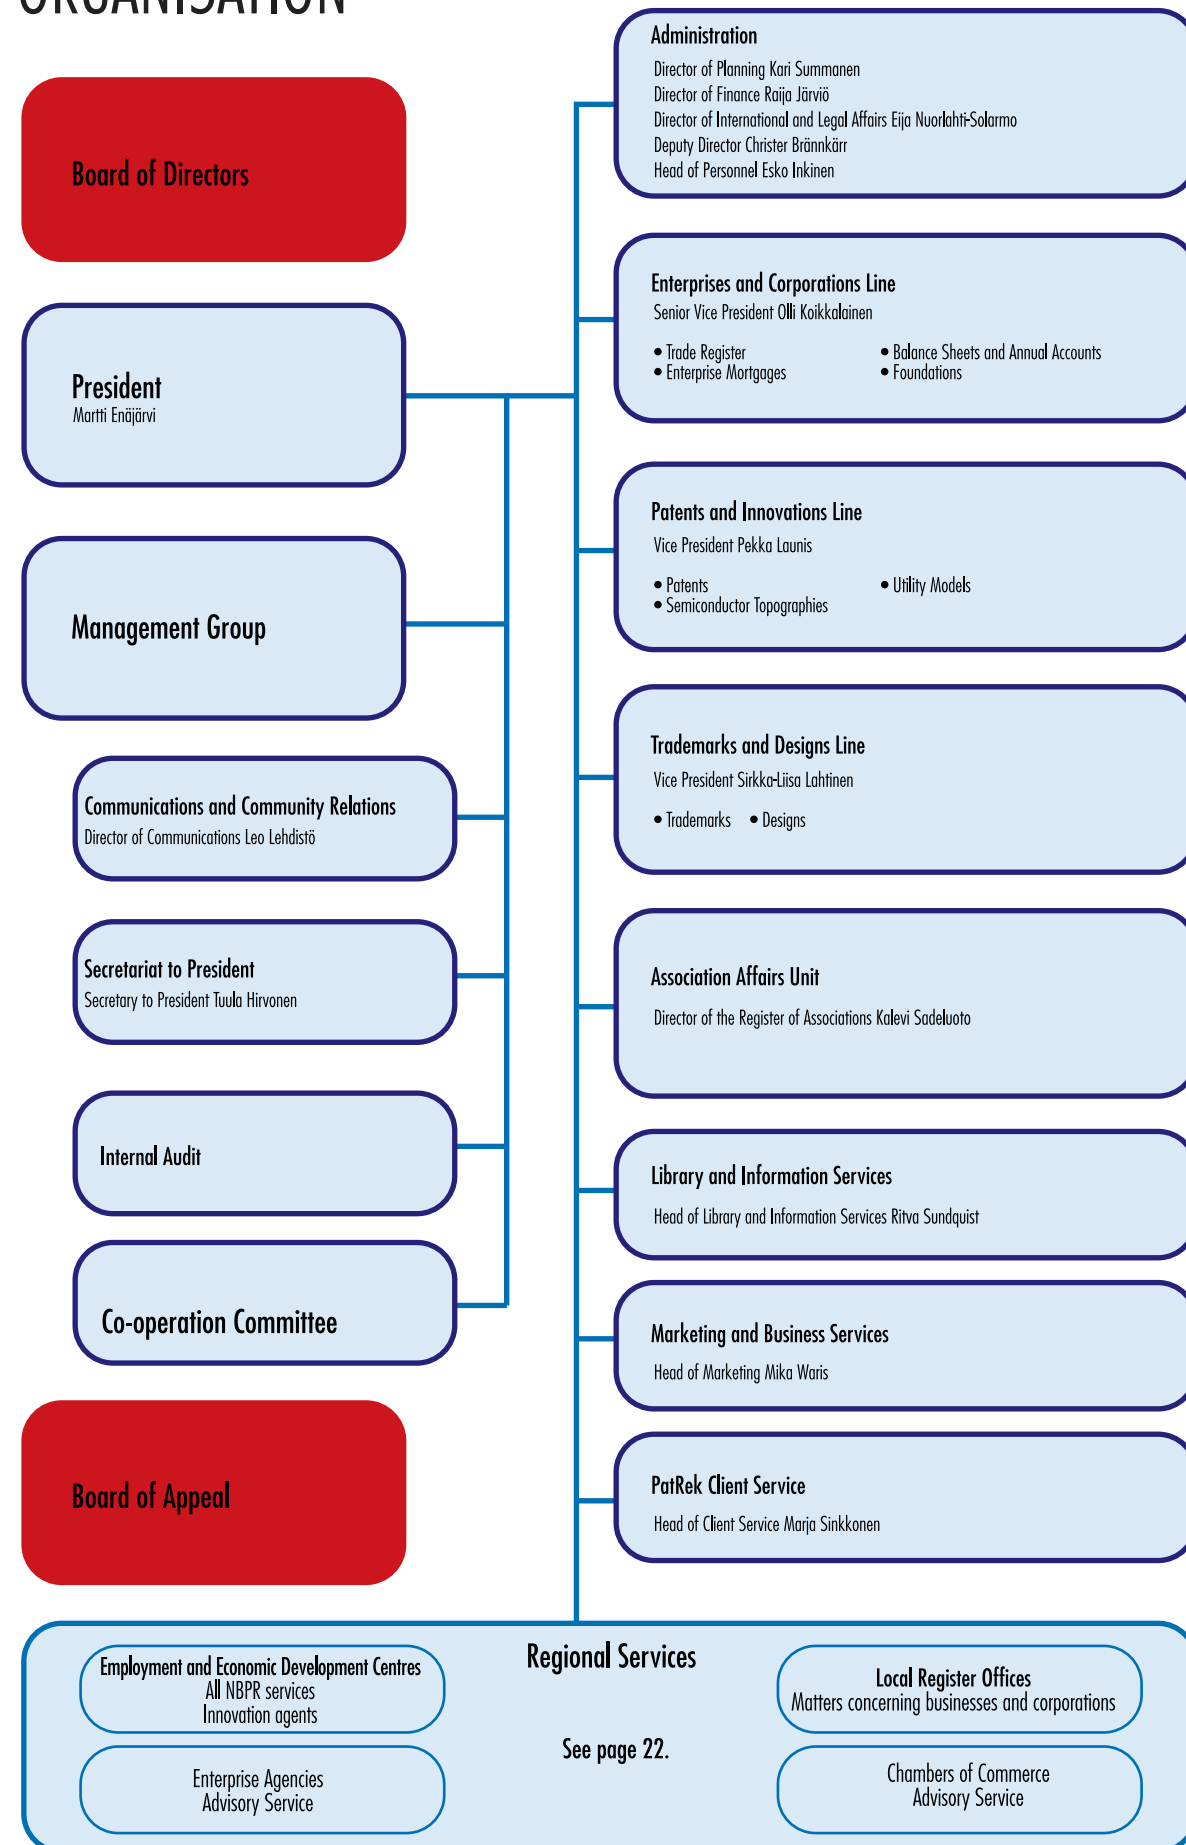 ORGANISATION
Board of Directors
President
Martti Enäjärvi
Management Group
Communications and Community Relations
Director of Communications Leo Lehdistö
Secretariat to President
Secretary to President Tuula Hirvonen
Internal Audit
Co-operation Committee
Board of Appeal
Administration
Director of Planning Kari Summanen
Director of Finance Raija Järviö
Director of International and Legal Affairs Eija Nuorlahti-Solarmo
Deputy Director Christer Brännkärr
Head of Personnel Esko Inkinen
Enterprises and Corporations Line
Senior Vice President Olli Koikkalainen
• Trade Register • Balance Sheets and Annual Accounts
• Enterprise Mortgages • Foundations
Patents and Innovations Line
Vice President Pekka Launis
• Patents • Utility Models
• Semiconductor Topographies
Trademarks and Designs Line
Vice President Sirkka-Liisa Lahtinen
• Trademarks • Designs
Association Affairs Unit
Director of the Register of Associations Kalevi Sadeluoto
Library and Information Services
Head of Library and Information Services Ritva Sundquist
Marketing and Business Services
Head of Marketing Mika Waris
PatRek Client Service
Head of Client Service Marja Sinkkonen
Regional Services
See page 22.
Employment and Economic Development Centres
All NBPR services
Innovation agents
Enterprise Agencies
Advisory Service
Local Register Offices
Matters concerning businesses and corporations
Chambers of Commerce
Advisory Service